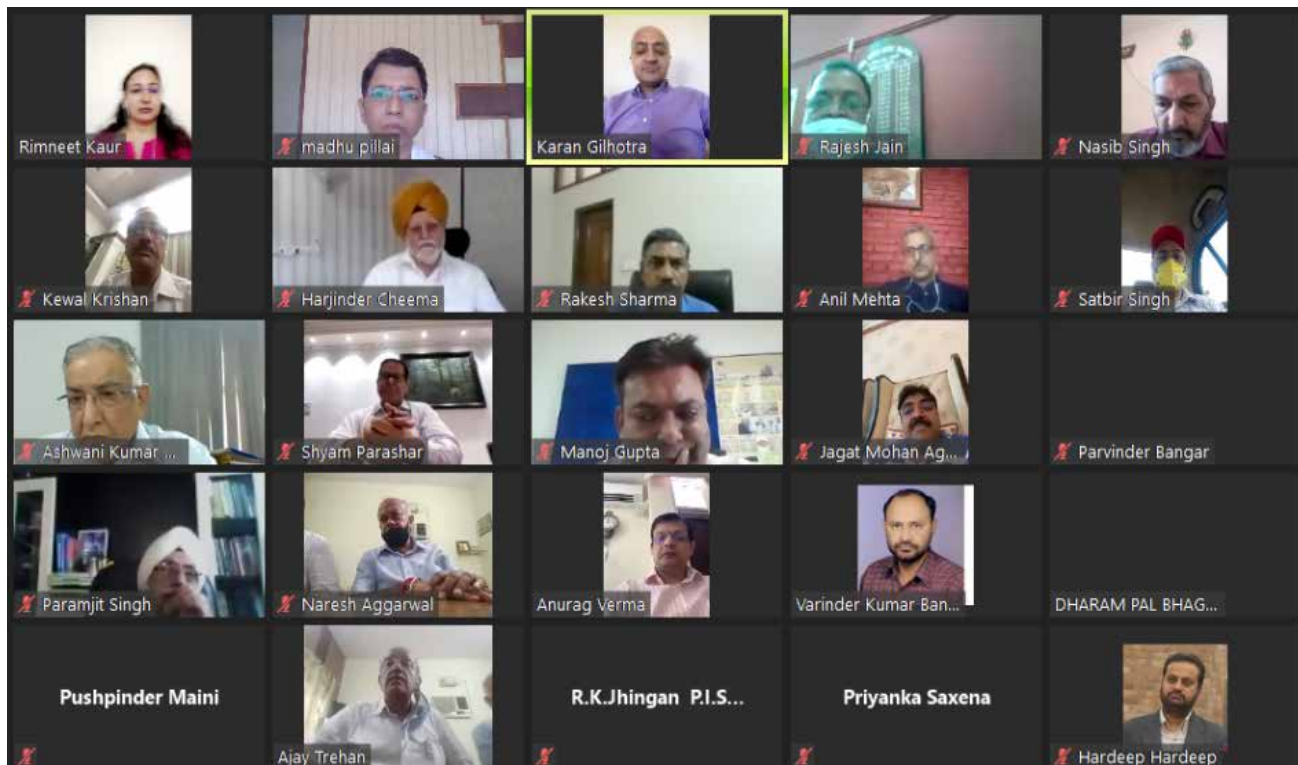 Rimneet Kaur
madhu pillai
Karan Gilhotra
Rajesh Jain
Nasib Singh
Kewal Krishan
Harjinder Cheema
Rakesh Sharma
Anil Mehta
Satbir Singh
Ashwani Kumar ...
Shyam Parashar
Manoj Gupta
Jagat Mohan Ag...
Parvinder Bangar
Paramjit Singh
Naresh Aggarwal
Anurag Verma
Varinder Kumar Ban...
DHARAM PAL BHAG...
Pushpinder Maini
Ajay Trehan
R.K.Jhingan P.I.S...
Priyanka Saxena
Hardeep Hardeep